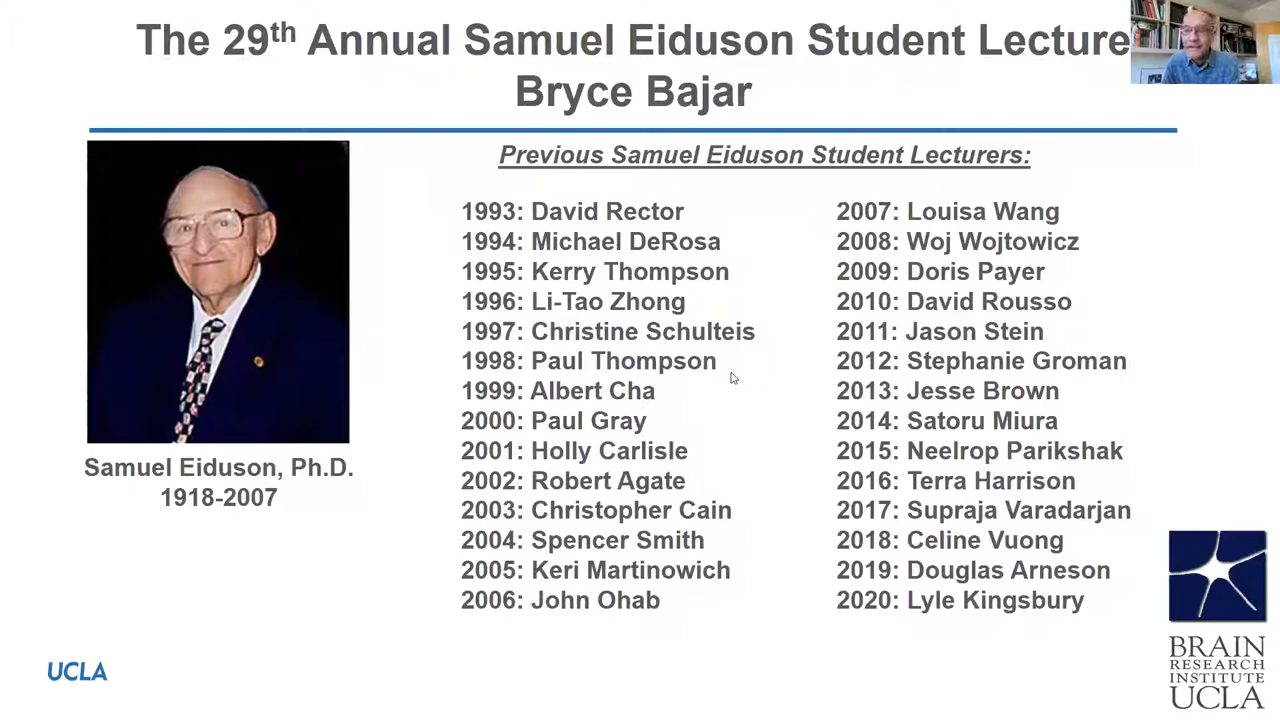 The 29th Annual Samuel Eiduson Student Lecture
Bryce Bajar
Previous Samuel Eiduson Student Lecturers:
1993: David Rector
1994: Michael DeRosa
1995: Kerry Thompson
1996: Li-Tao Zhong
1997: Christine Schulteis
1998: Paul Thompson
1999: Albert Cha
2000: Paul Gray
2001: Holly Carlisle
2002: Robert Agate
2003: Christopher Cain
2004: Spencer Smith
2005: Keri Martinowich
2006: John Ohab
2007: Louisa Wang
2008: Woj Wojtowicz
2009: Doris Payer
2010: David Rousso
2011: Jason Stein
2012: Stephanie Groman
2013: Jesse Brown
2014: Satoru Miura
2015: Neelrop Parikshak
2016: Terra Harrison
2017: Supraja Varadarjan
2018: Celine Vuong
2019: Douglas Arneson
2020: Lyle Kingsbury
Samuel Eiduson, Ph.D.
1918-2007
UCLA
BRAIN
RESEARCH
INSTITUTE
UCLA